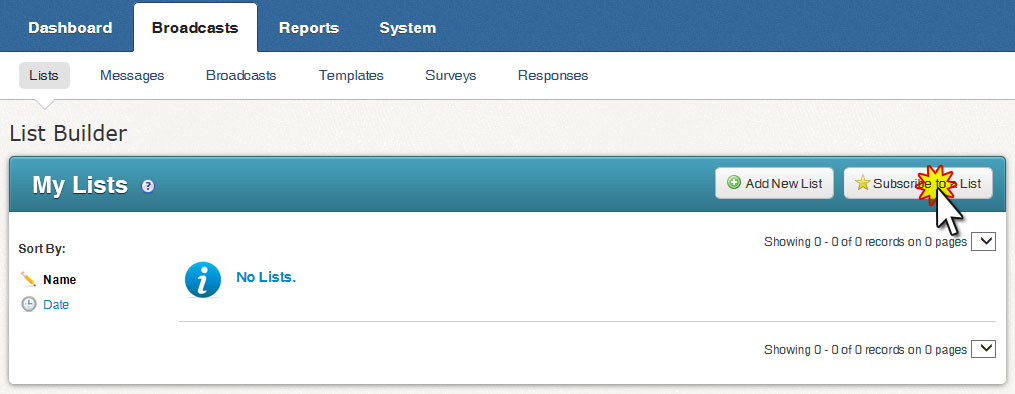 Dashboard Broadcasts Reports System
Lists Messages Broadcasts Templates Surveys Responses
List Builder
My Lists ? Add New List Subscribe to a List
Showing 0 - 0 of 0 records on 0 pages
Sort By:
Name
No Lists.
Date
Showing 0 - 0 of 0 records on 0 pages